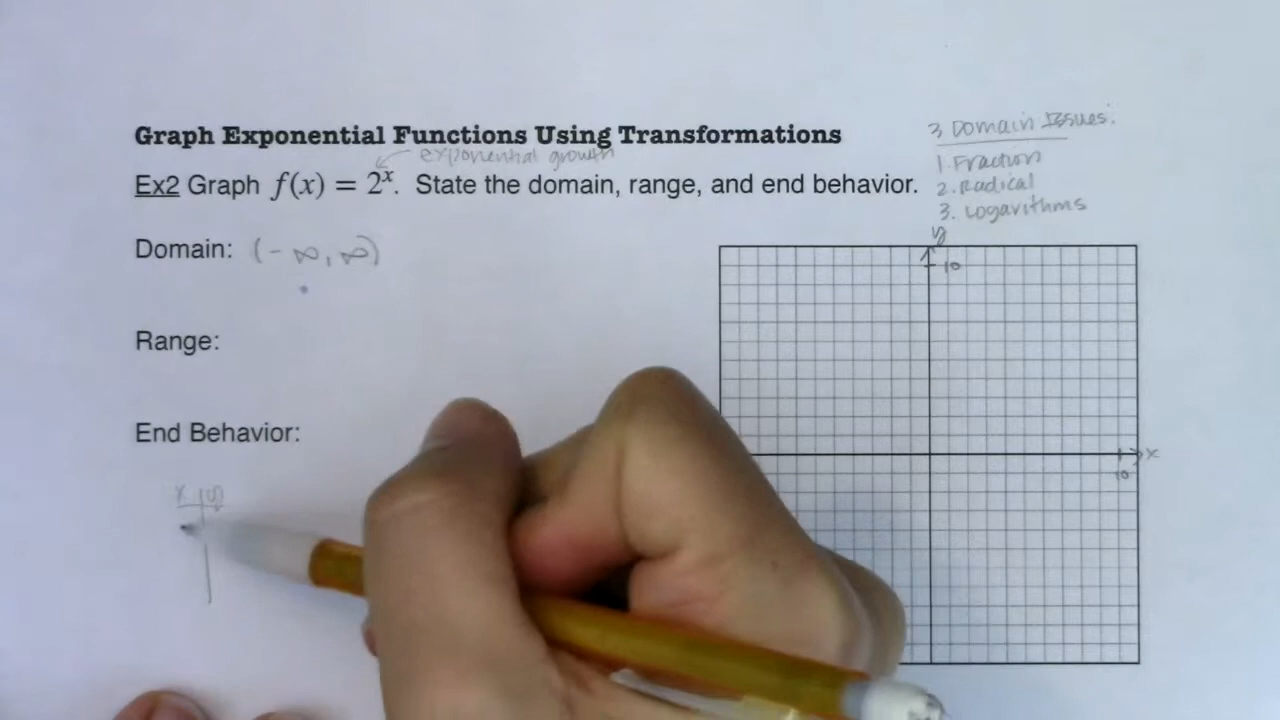 Graph Exponential Functions Using Transformations
exponential growth
Ex2 Graph f(x) = 2ˣ. State the domain, range, and end behavior.
3 Domain Issues:
1. Fraction
2. Radical
3. Logarithms
Domain: (-∞, ∞)
Range:
End Behavior:
x y
y
10
x
10